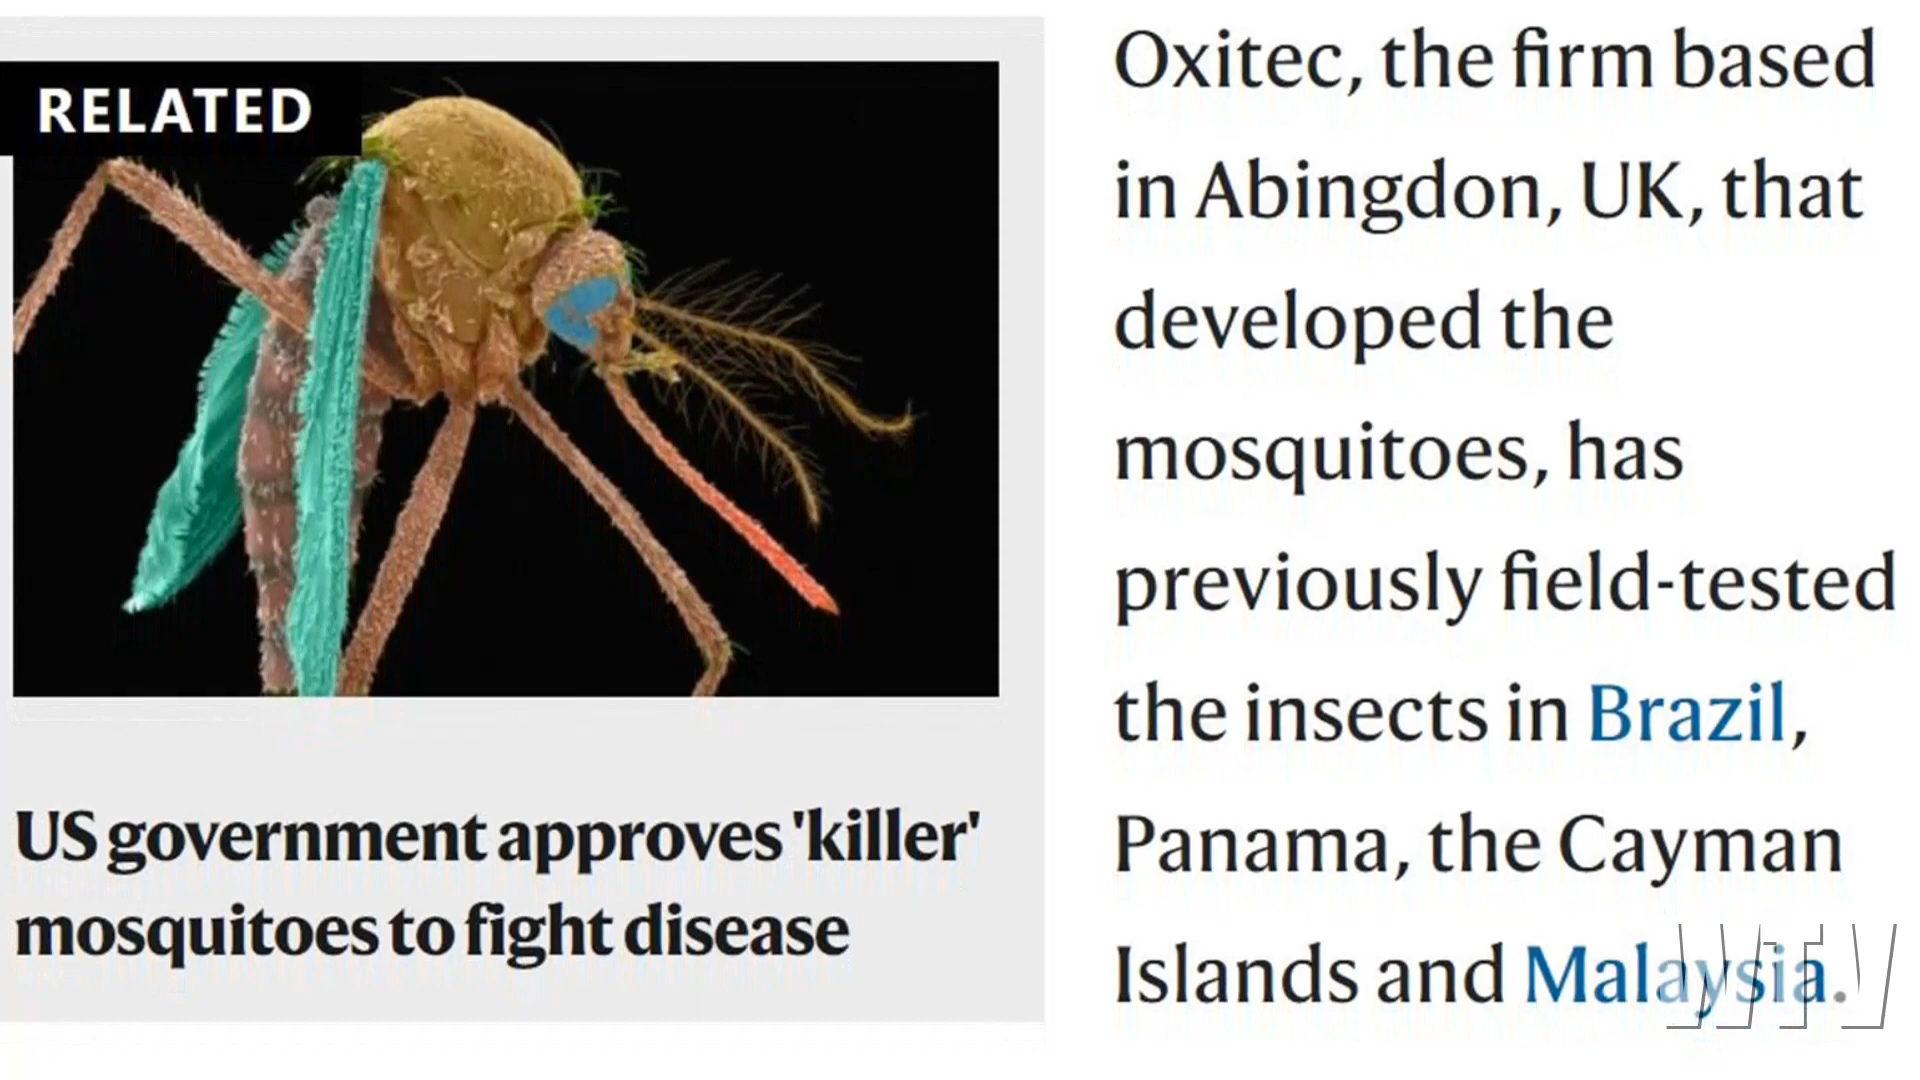 RELATED
US government approves 'killer'
mosquitoes to fight disease
Oxitec, the firm based
in Abingdon, UK, that
developed the
mosquitoes, has
previously field-tested
the insects in Brazil,
Panama, the Cayman
Islands and Malaysia.
WTV